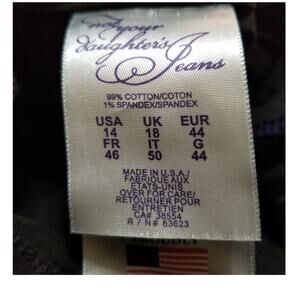 not your
daughter's
Jeans
99% COTTON/COTON
1% SPANDEX/SPANDEX
USA UK EUR
14 18 44
FR IT G
46 50 44
MADE IN U.S.A./
FABRIQUE AUX
ETATS-UNIS
OVER FOR CARE/
RETOURNER POUR
ENTRETIEN
CA# 38554
R / N # 63623
PROUDLY